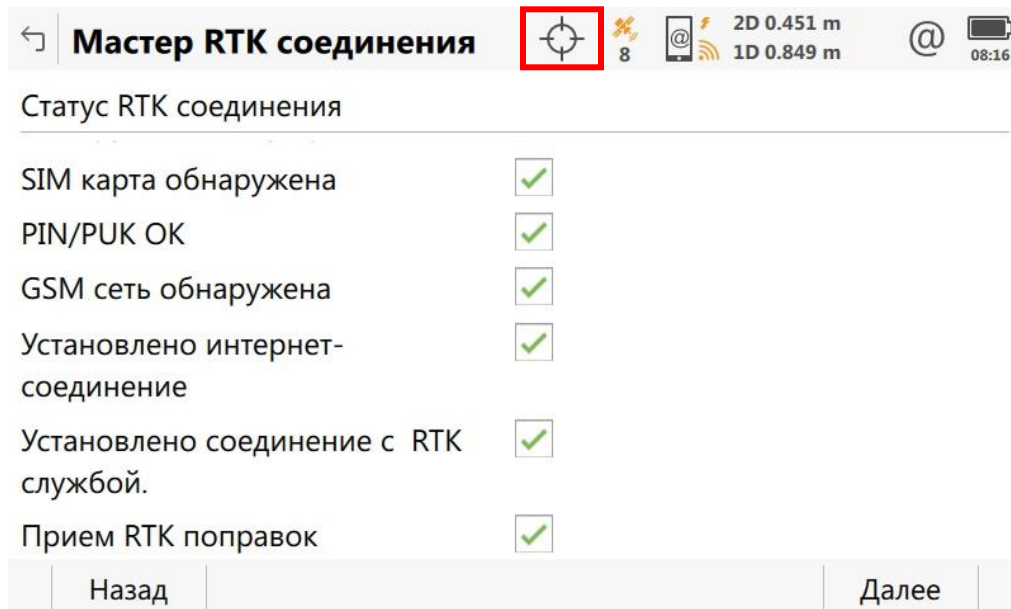 Мастер RTK соединения
8
@
2D 0.451 m
1D 0.849 m
@
08:16
Статус RTK соединения
SIM карта обнаружена
PIN/PUK OK
GSM сеть обнаружена
Установлено интернет-
соединение
Установлено соединение с RTK
службой.
Прием RTK поправок
Назад
Далее